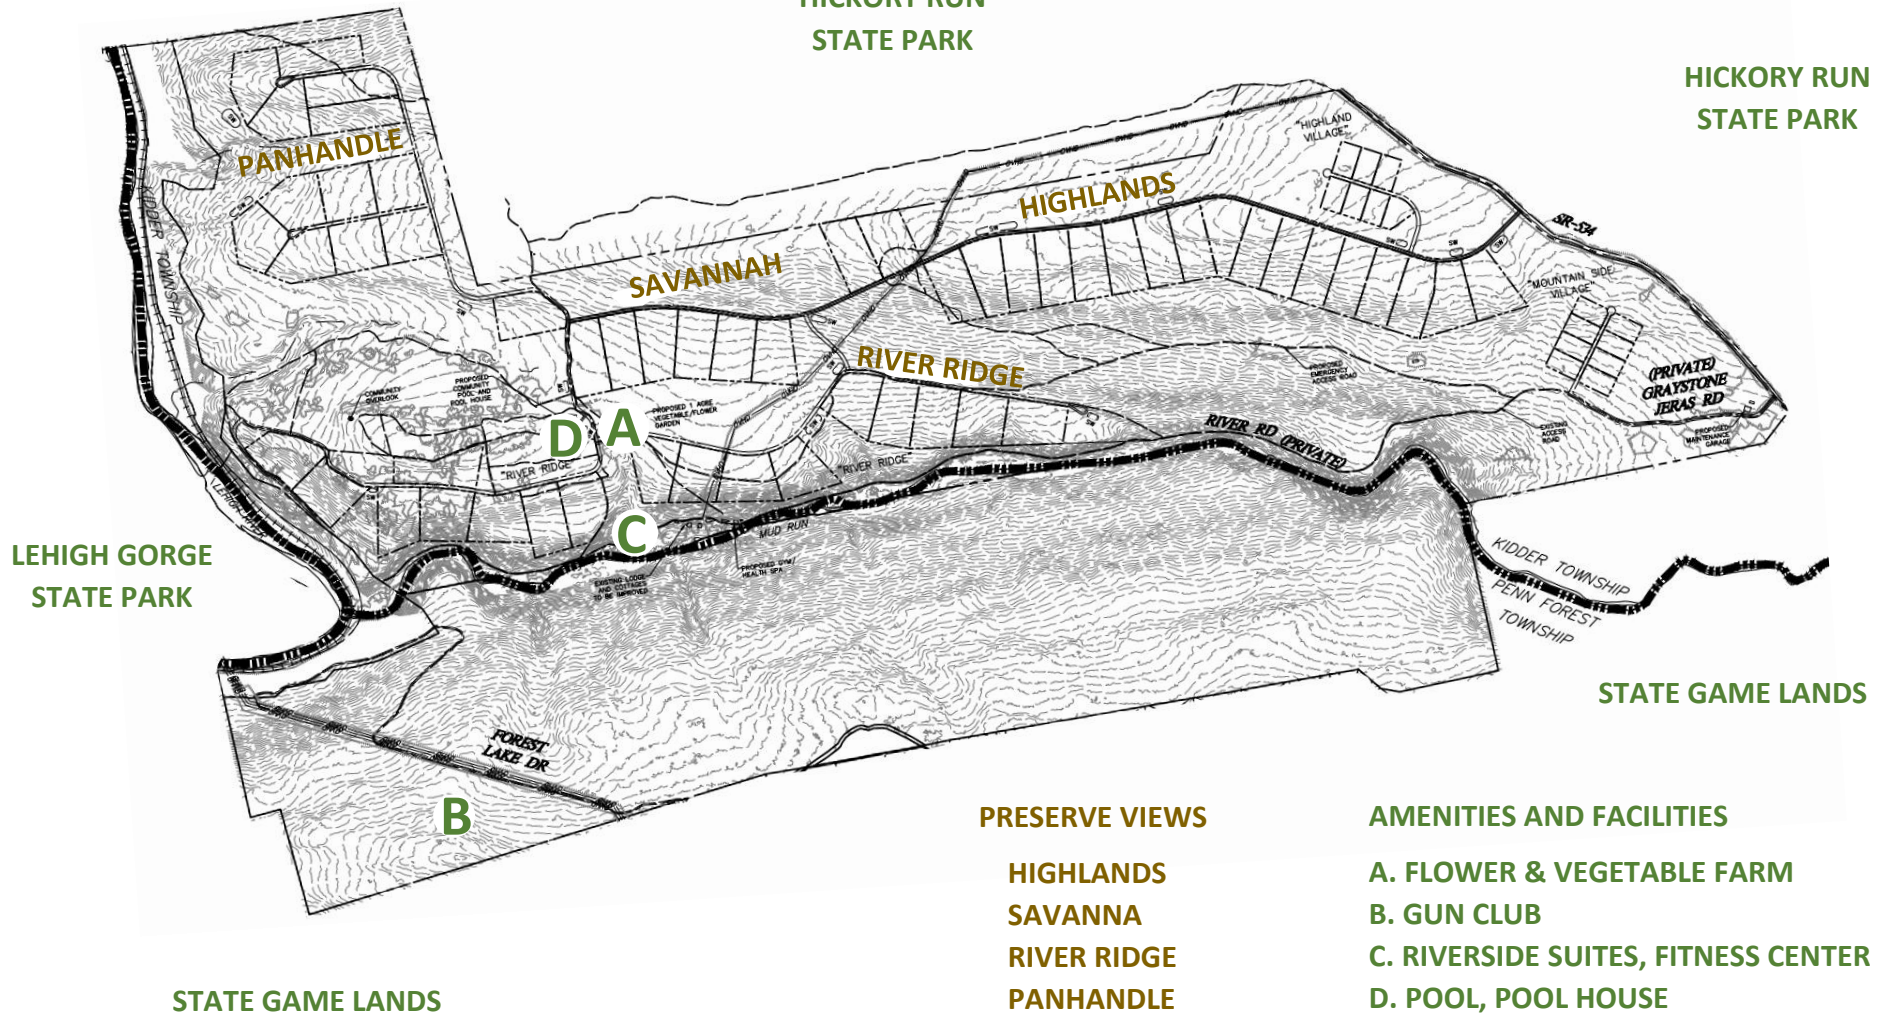 HICKORY RUN
STATE PARK
HICKORY RUN
STATE PARK
PANHANDLE
"HIGHLAND
VILLAGE"
HIGHLANDS
SW
SR-534
KIDDER TOWNSHIP
SAVANNAH
"MOUNTAIN SIDE
VILLAGE"
RIVER RIDGE
PROPOSED
EMERGENCY
ACCESS ROAD
(PRIVATE)
GRAYSTONE
JERAS RD
COMMUNITY
OVERLOOK
PROPOSED
COMMUNITY
POOL AND
POOL HOUSE
PROPOSED 1 ACRE
VEGETABLE/FLOWER
GARDEN
D
A
RIVER RD (PRIVATE)
EXISTING
ACCESS
ROAD
PROPOSED
MAINTENANCE
GARAGE
"RIVER RIDGE"
"RIVER RIDGE"
C
MUD RUN
LEHIGH GORGE
STATE PARK
EXISTING LODGE
AND COTTAGES
TO BE IMPROVED
PROPOSED GYM/
HEALTH SPA
KIDDER TOWNSHIP
PENN FOREST
TOWNSHIP
STATE GAME LANDS
FOREST
LAKE DR
B
PRESERVE VIEWS
HIGHLANDS
SAVANNA
RIVER RIDGE
PANHANDLE
AMENITIES AND FACILITIES
A. FLOWER & VEGETABLE FARM
B. GUN CLUB
C. RIVERSIDE SUITES, FITNESS CENTER
D. POOL, POOL HOUSE
STATE GAME LANDS